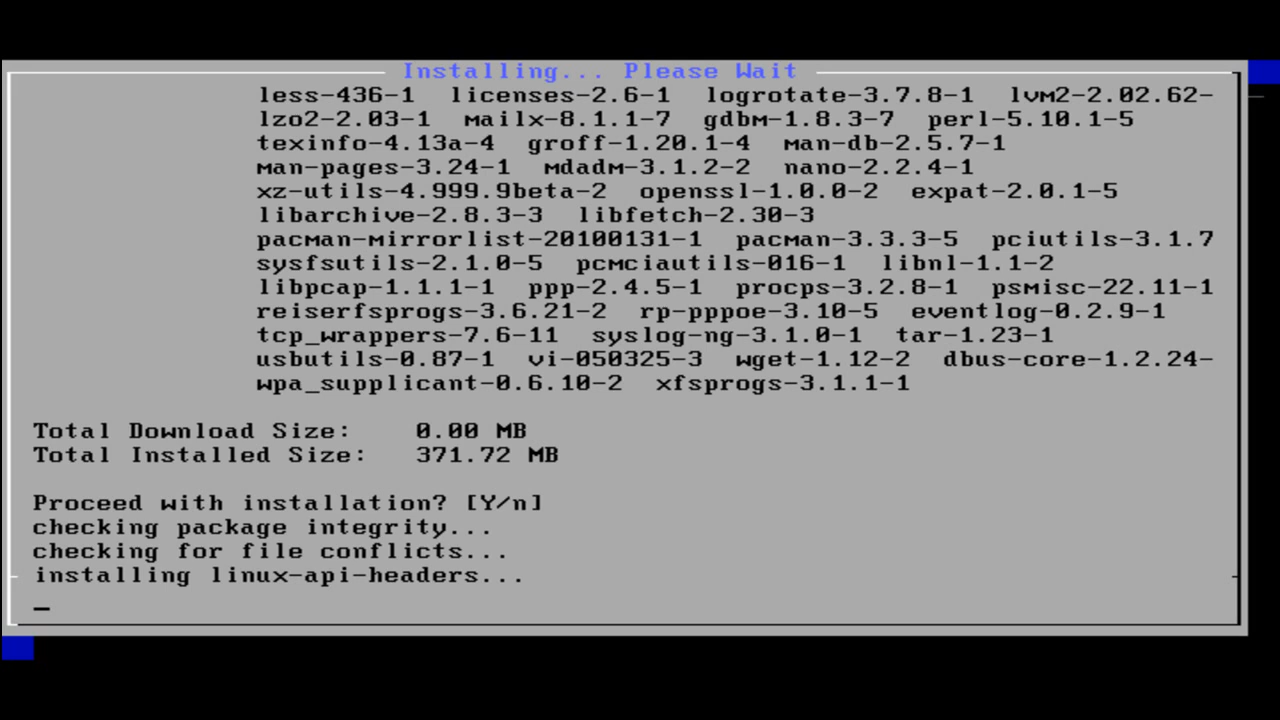 Installing... Please Wait
less-436-1 licenses-2.6-1 logrotate-3.7.8-1 lvm2-2.02.62-
lzo2-2.03-1 mailx-8.1.1-7 gdbm-1.8.3-7 perl-5.10.1-5
texinfo-4.13a-4 groff-1.20.1-4 man-db-2.5.7-1
man-pages-3.24-1 mdadm-3.1.2-2 nano-2.2.4-1
xz-utils-4.999.9beta-2 openssl-1.0.0-2 expat-2.0.1-5
libarchive-2.8.3-3 libfetch-2.30-3
pacman-mirrorlist-20100131-1 pacman-3.3.3-5 pciutils-3.1.7
sysfsutils-2.1.0-5 pcmciautils-016-1 libnl-1.1-2
libpcap-1.1.1-1 ppp-2.4.5-1 procps-3.2.8-1 psmisc-22.11-1
reiserfsprogs-3.6.21-2 rp-pppoe-3.10-5 eventlog-0.2.9-1
tcp_wrappers-7.6-11 syslog-ng-3.1.0-1 tar-1.23-1
usbutils-0.87-1 vi-050325-3 wget-1.12-2 dbus-core-1.2.24-
wpa_supplicant-0.6.10-2 xfsprogs-3.1.1-1
Total Download Size: 0.00 MB
Total Installed Size: 371.72 MB
Proceed with installation? [Y/n]
checking package integrity...
checking for file conflicts...
installing linux-api-headers...
_